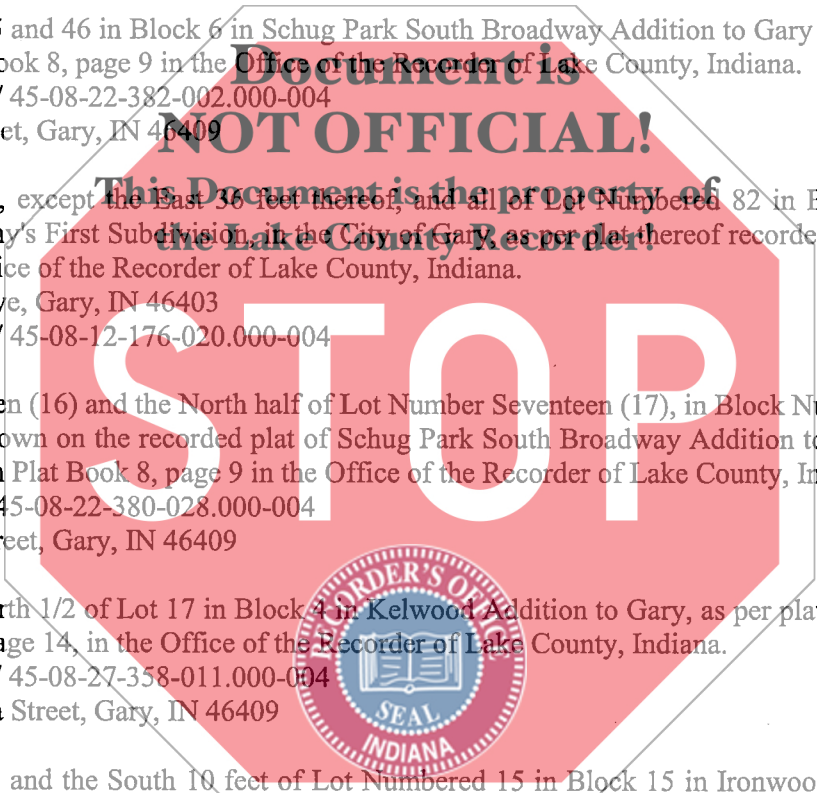 and 46 in Block 6 in Schug Park South Broadway Addition to Gary
Book 8, page 9 in the Office of the Recorder of Lake County, Indiana.
45-08-22-382-002.000-004
Gary, IN 46409
Document is
NOT OFFICIAL!
This Document is the property of
the Lake County Recorder!
, except the East 36 feet thereof, and all of Lot Numbered 82 in B
y's First Subdivision, in the City of Gary, as per plat thereof recorde
ice of the Recorder of Lake County, Indiana.
Gary, IN 46403
45-08-12-176-020.000-004
STOP
en (16) and the North half of Lot Number Seventeen (17), in Block Nu
own on the recorded plat of Schug Park South Broadway Addition to
Plat Book 8, page 9 in the Office of the Recorder of Lake County, In
45-08-22-380-028.000-004
reet, Gary, IN 46409
rth 1/2 of Lot 17 in Block 4 in Kelwood Addition to Gary, as per pla
age 14, in the Office of the Recorder of Lake County, Indiana.
45-08-27-358-011.000-004
Street, Gary, IN 46409
RECORDER'S OFFICE
SEAL
INDIANA
and the South 10 feet of Lot Numbered 15 in Block 15 in Ironwoo